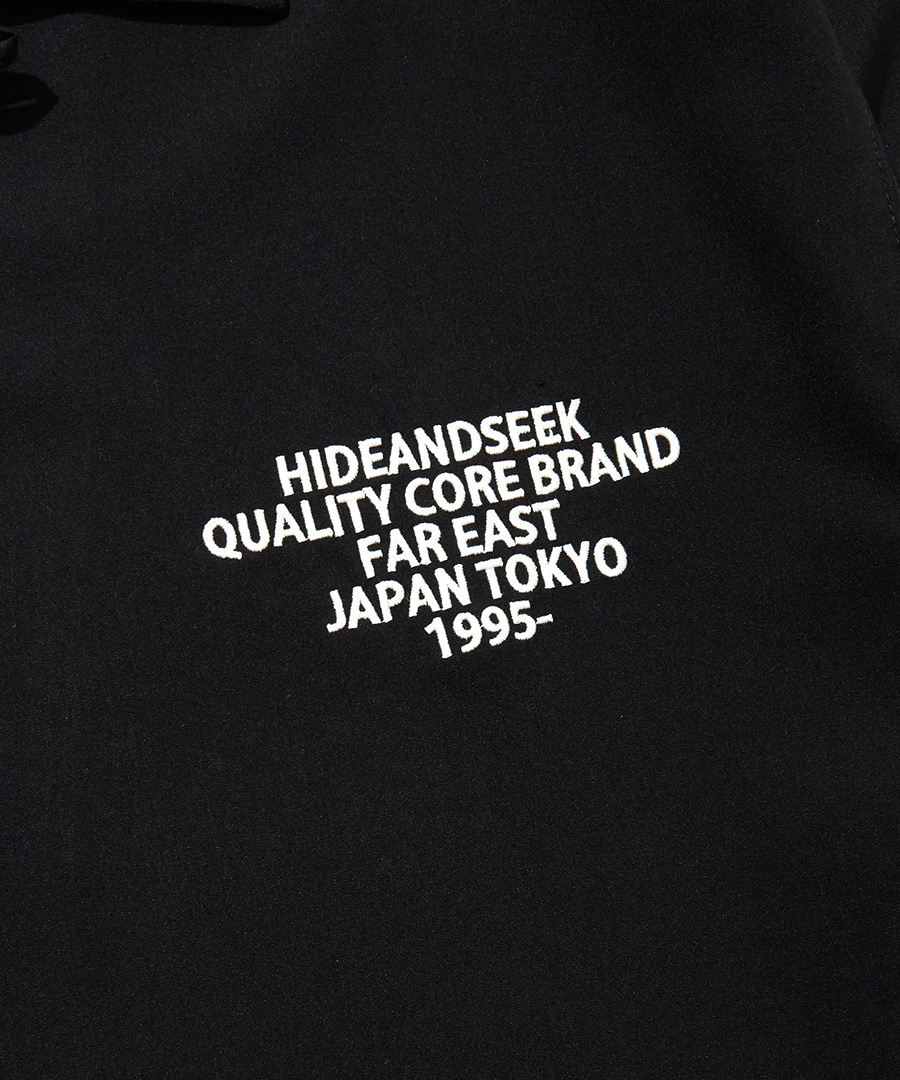 HIDEANDSEEK
QUALITY CORE BRAND
FAR EAST
JAPAN TOKYO
1995-